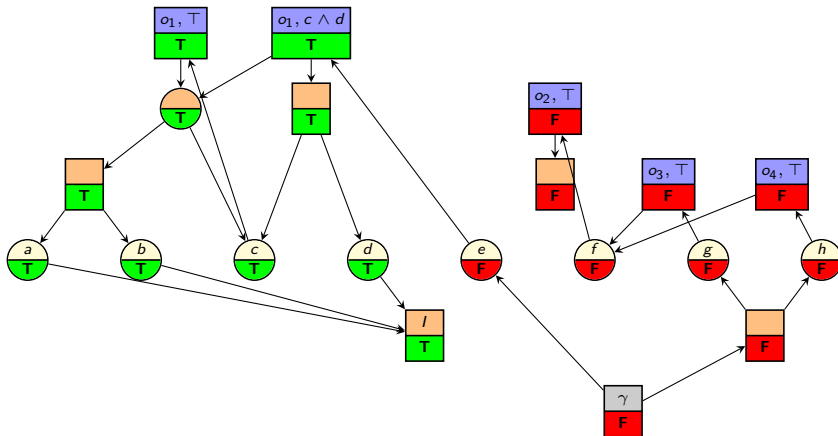 o₁, ⊤
T
o₁, c ∧ d
T
T
T
o₂, ⊤
F
T
F
o₃, ⊤
F
o₄, ⊤
F
a
T
b
T
c
T
d
T
e
F
f
F
g
F
h
F
I
T
F
γ
F